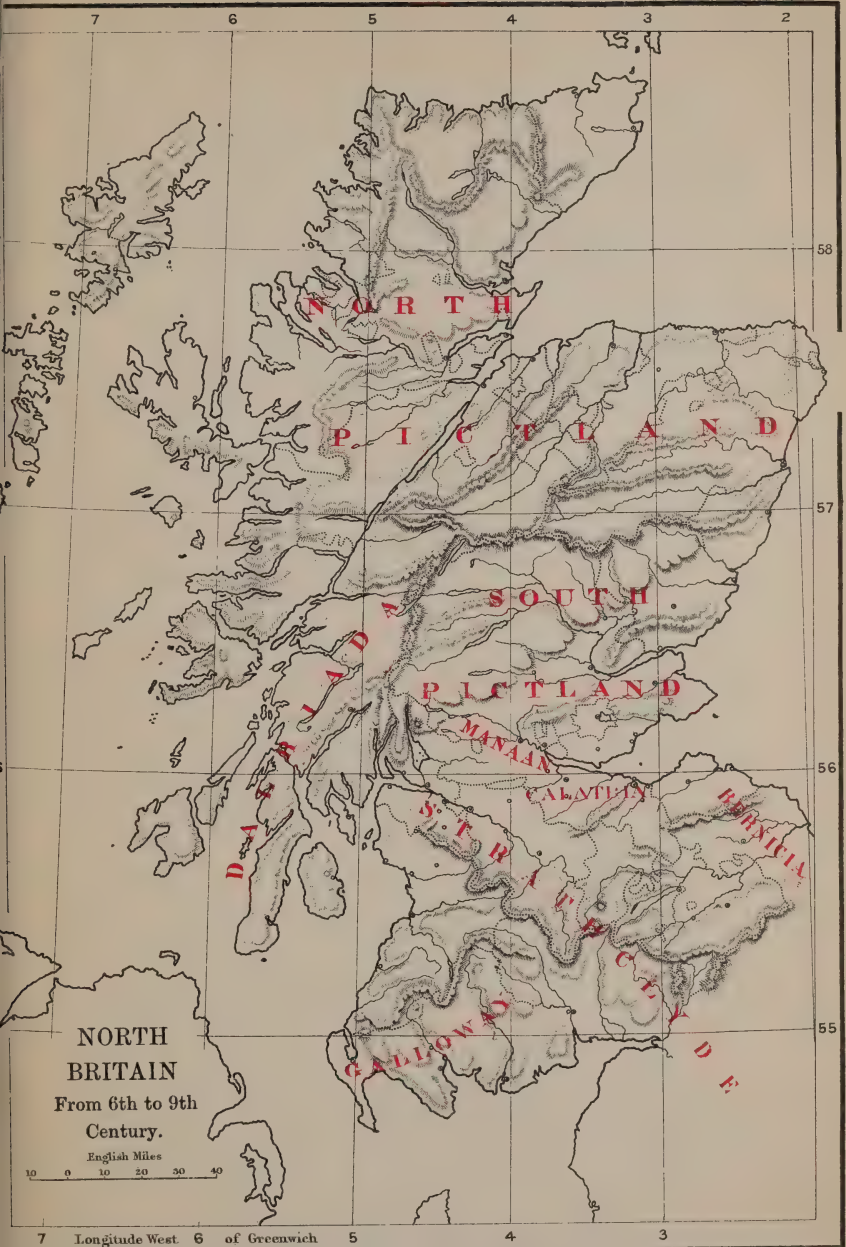 7 6 5 4 3 2
58
NORTH
PICTLAND
57
SOUTH
DALRIADA
PICTLAND
MANAAN
56
CALATHIN
BERNICIA
STRATHCLYDE
GALLOWAY
55
NORTH
BRITAIN
From 6th to 9th
Century.
English Miles
10 0 10 20 30 40
7 Longitude West 6 of Greenwich 5 4 3